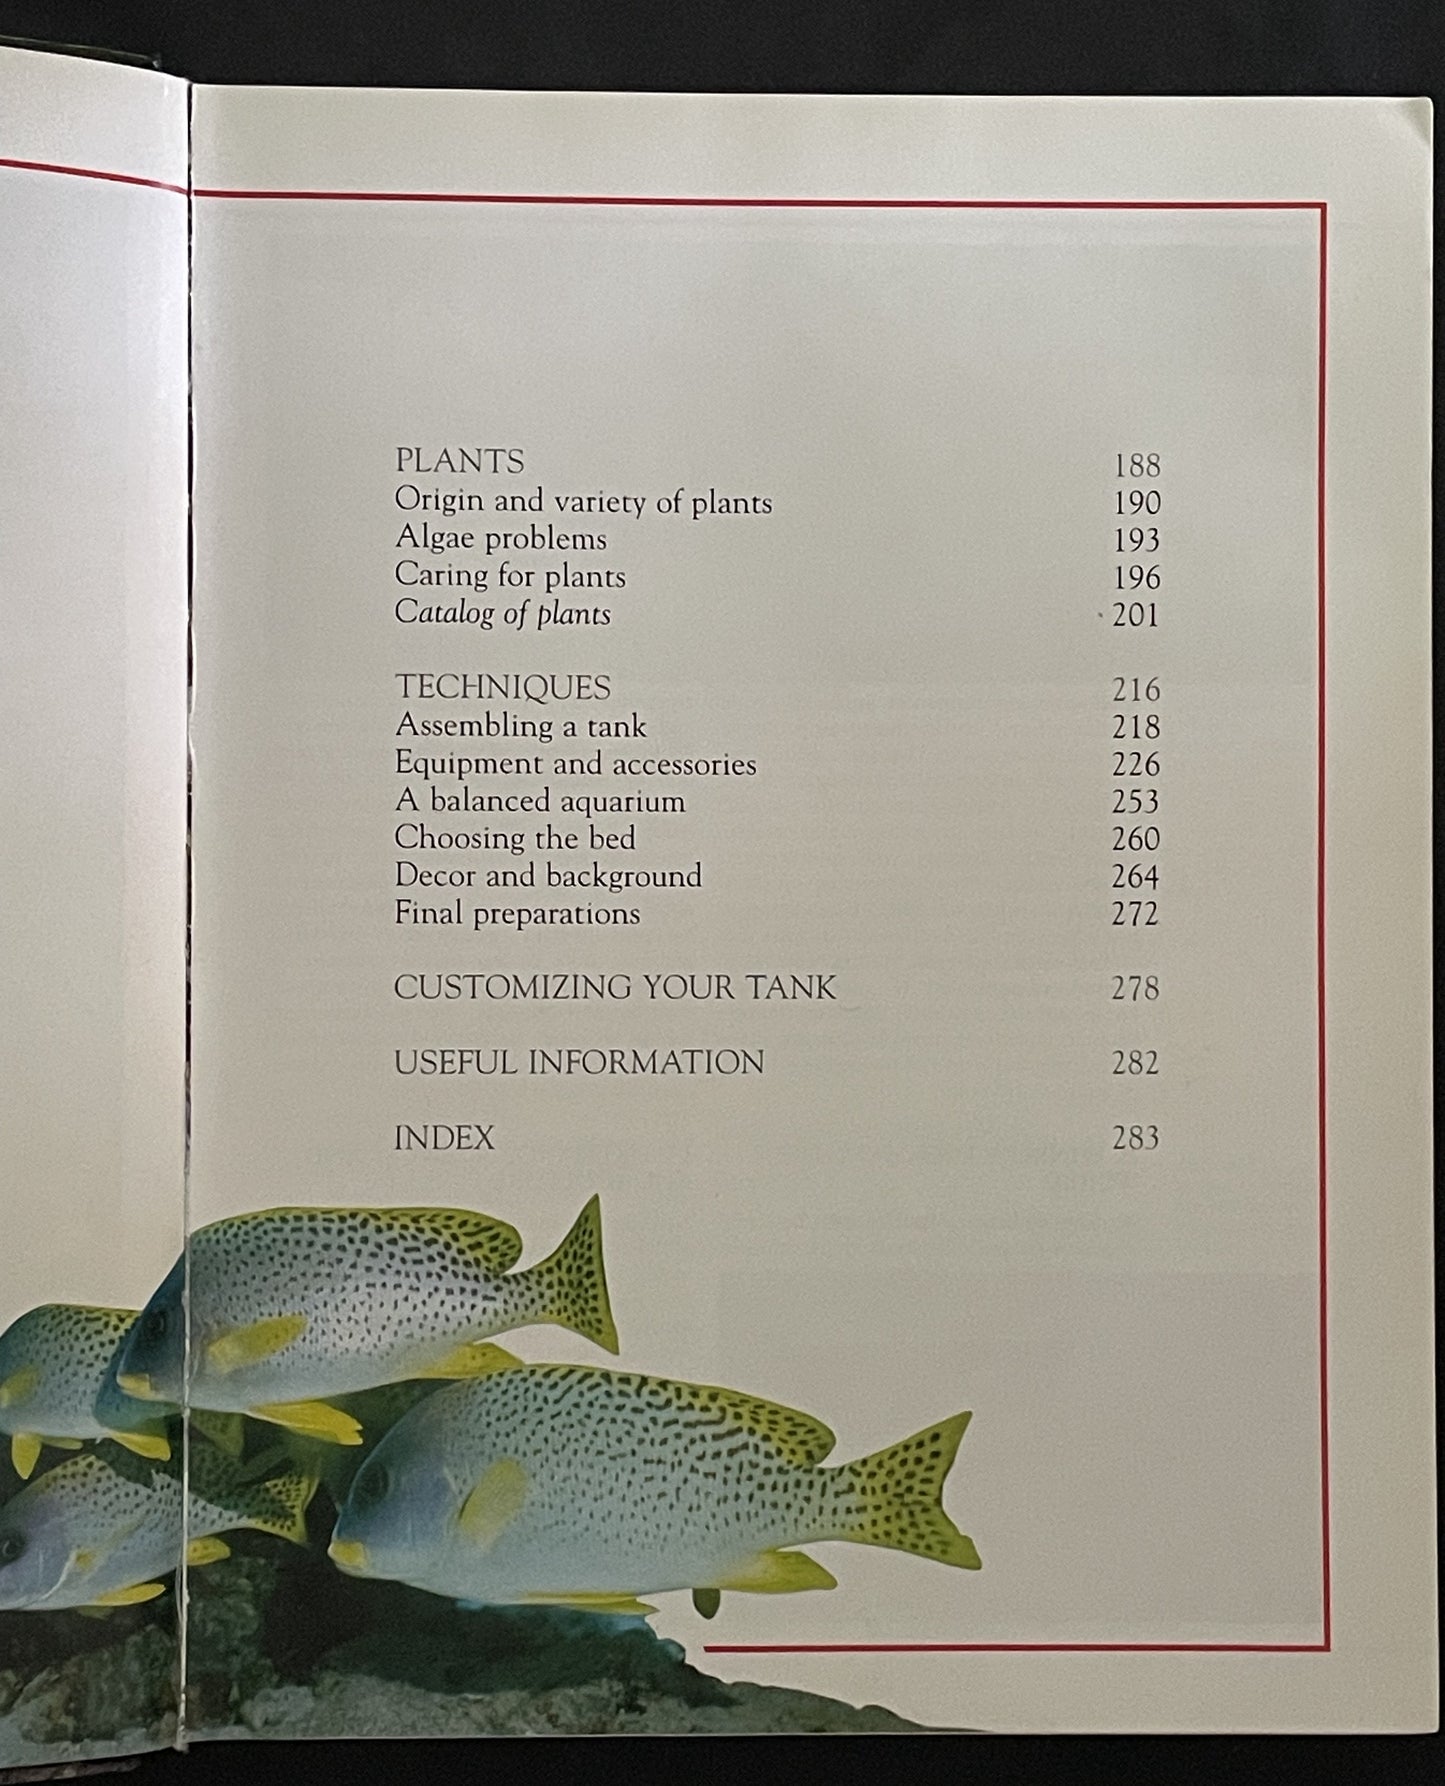 PLANTS 188
Origin and variety of plants 190
Algae problems 193
Caring for plants 196
Catalog of plants 201
TECHNIQUES 216
Assembling a tank 218
Equipment and accessories 226
A balanced aquarium 253
Choosing the bed 260
Decor and background 264
Final preparations 272
CUSTOMIZING YOUR TANK 278
USEFUL INFORMATION 282
INDEX 283